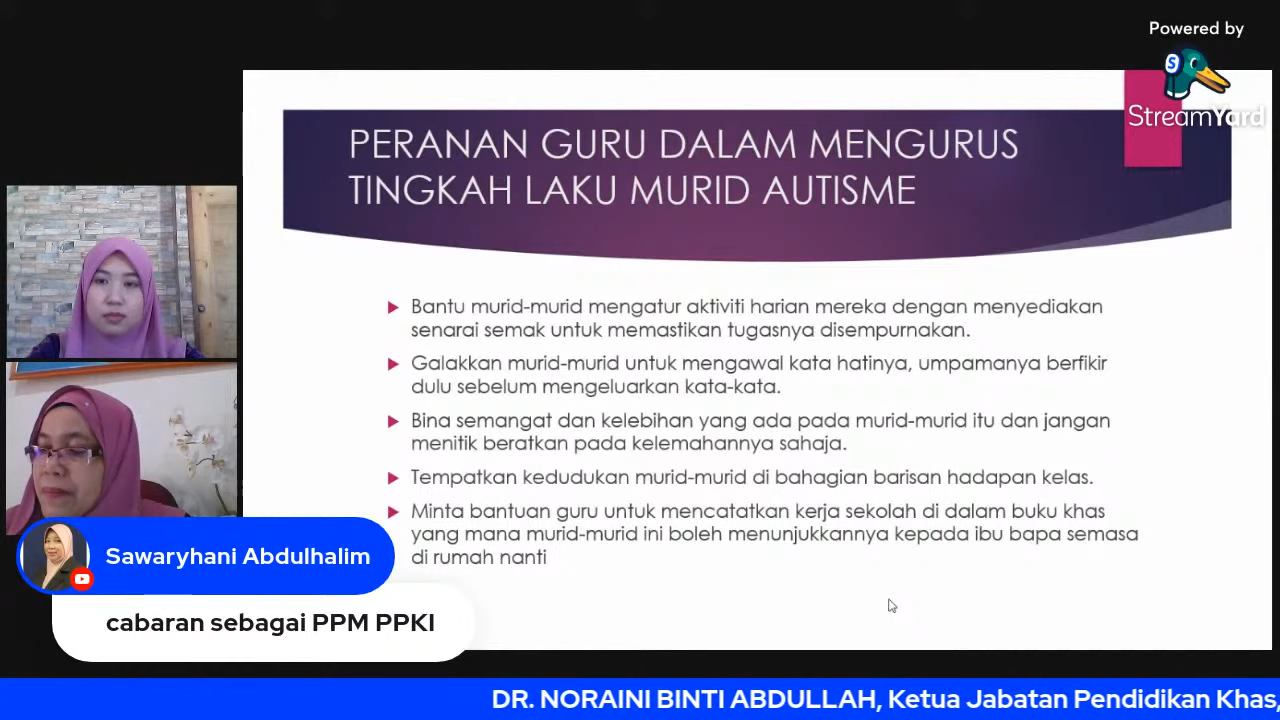 Powered by
StreamYard
PERANAN GURU DALAM MENGURUS
TINGKAH LAKU MURID AUTISME
Bantu murid-murid mengatur aktiviti harian mereka dengan menyediakan
senarai semak untuk memastikan tugasnya disempurnakan.
Galakkan murid-murid untuk mengawal kata hatinya, umpamanya berfikir
dulu sebelum mengeluarkan kata-kata.
Bina semangat dan kelebihan yang ada pada murid-murid itu dan jangan
menitik beratkan pada kelemahannya sahaja.
Tempatkan kedudukan murid-murid di bahagian barisan hadapan kelas.
Minta bantuan guru untuk mencatatkan kerja sekolah di dalam buku khas
yang mana murid-murid ini boleh menunjukkannya kepada ibu bapa semasa
di rumah nanti
Sawaryhani Abdulhalim
cabaran sebagai PPM PPKI
DR. NORAINI BINTI ABDULLAH, Ketua Jabatan Pendidikan Khas,